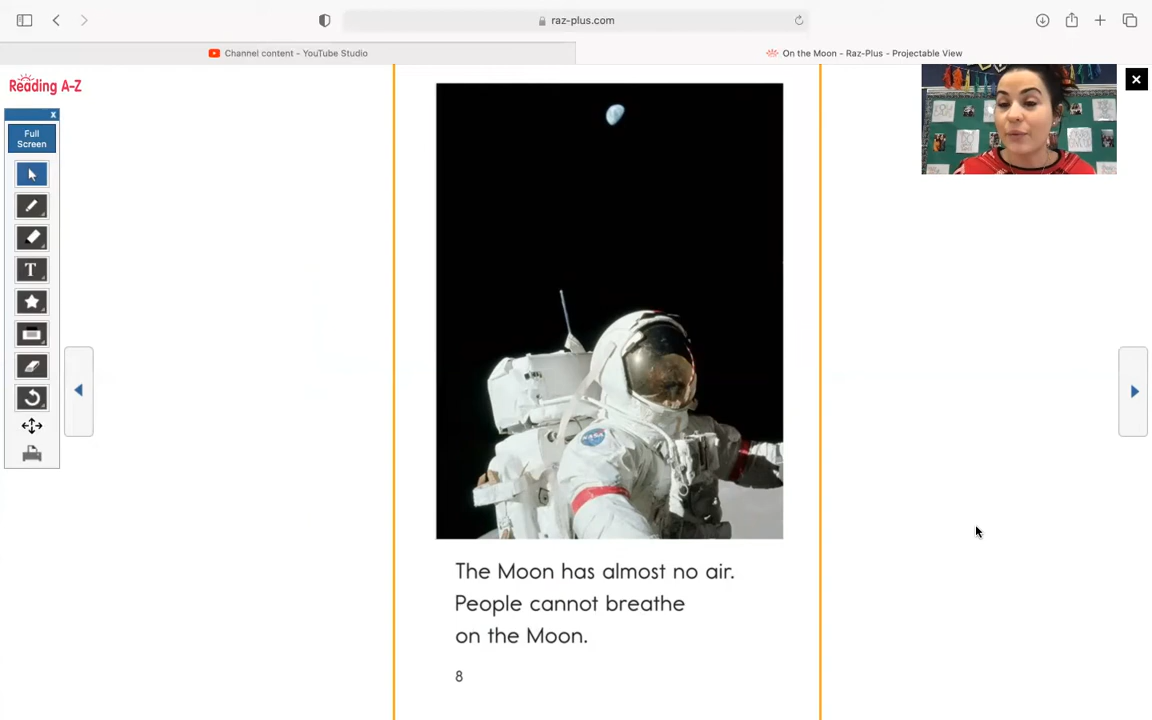 raz-plus.com
Channel content - YouTube Studio
On the Moon - Raz-Plus - Projectable View
Reading A-Z
x
Full
Screen
T
NASA
The Moon has almost no air.
People cannot breathe
on the Moon.
8